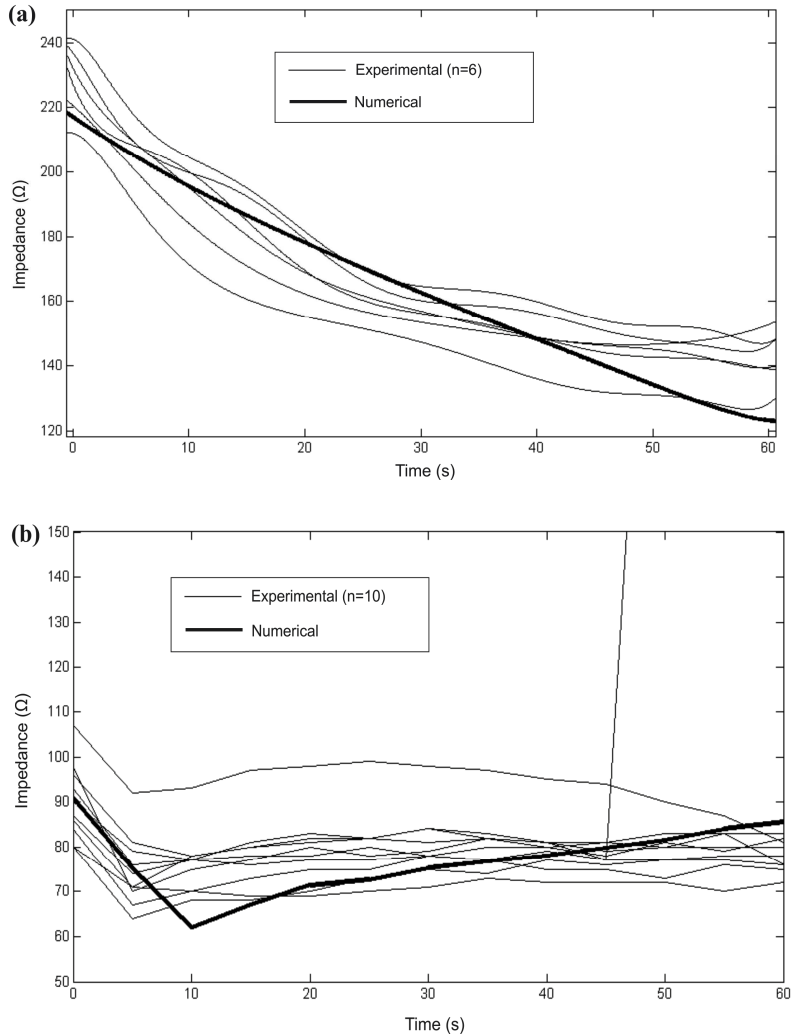 (a)
240
220
200
180
160
140
120
Impedance (Ω)
Experimental (n=6)
Numerical
0 10 20 30 40 50 60
Time (s)
(b)
150
140
130
120
110
100
90
80
70
60
50
Impedance (Ω)
Experimental (n=10)
Numerical
0 10 20 30 40 50 60
Time (s)